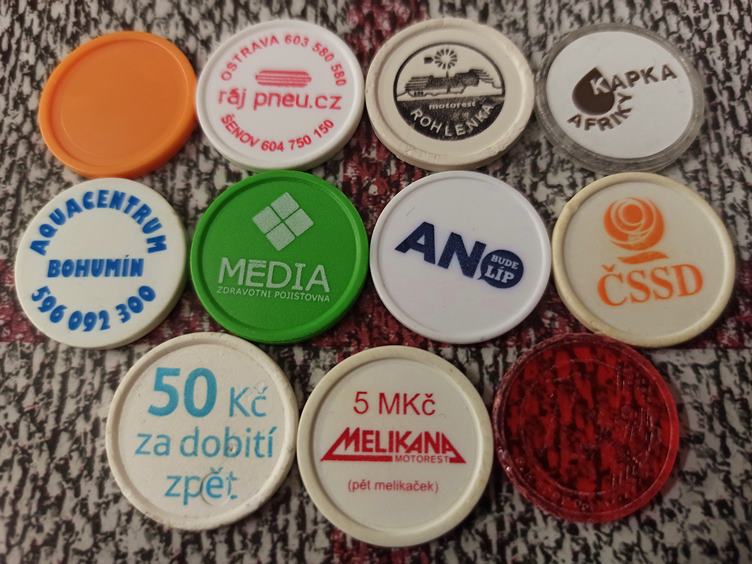 OSTRAVA 603 580 580
ráj pneu.cz
ŠENOV 604 750 150
motorest
ROHLENKA
KAPKA
AFRIKY
AQUACENTRUM
BOHUMÍN
596 092 300
MÉDIA
ZDRAVOTNÍ POJIŠŤOVNA
ANO
BUDE
LÍP
ČSSD
50 Kč
za dobití
zpět
5 MKč
MELIKANA
MOTOREST
(pět melikaček)